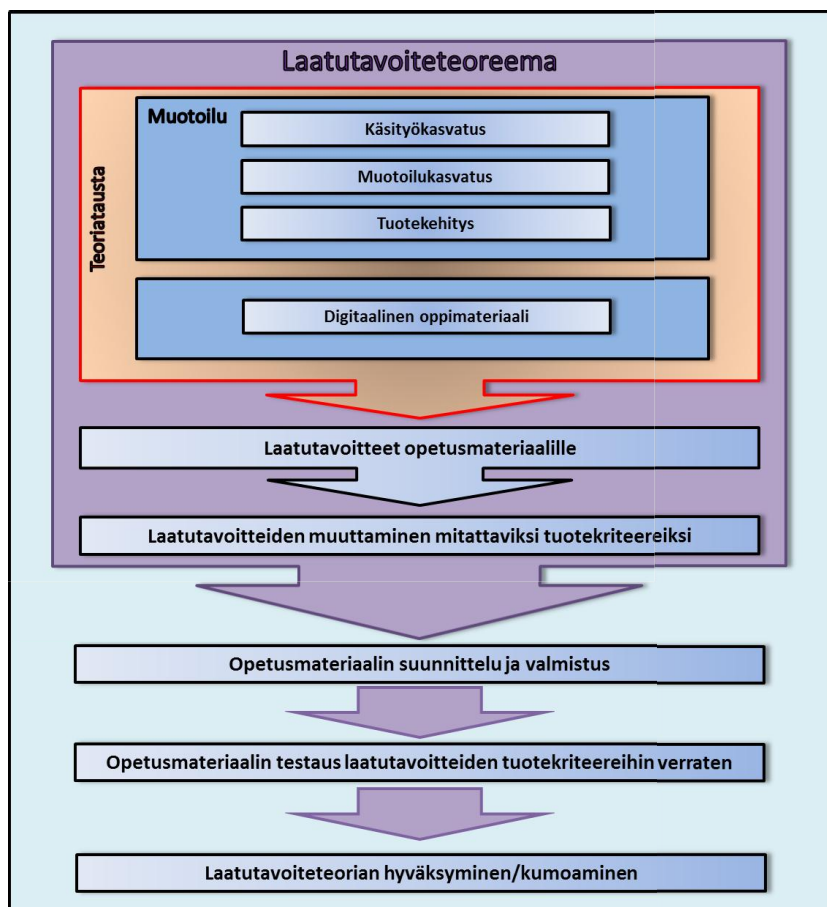 Laatutavoiteteoreema
Teoriatausta
Muotoilu
Käsityökasvatus
Muotoilukasvatus
Tuotekehitys
Digitaalinen oppimateriaali
Laatutavoitteet opetusmateriaalille
Laatutavoitteiden muuttaminen mitattaviksi tuotekriteereiksi
Opetusmateriaalin suunnittelu ja valmistus
Opetusmateriaalin testaus laatutavoitteiden tuotekriteereihin verraten
Laatutavoiteteorian hyväksyminen/kumoaminen